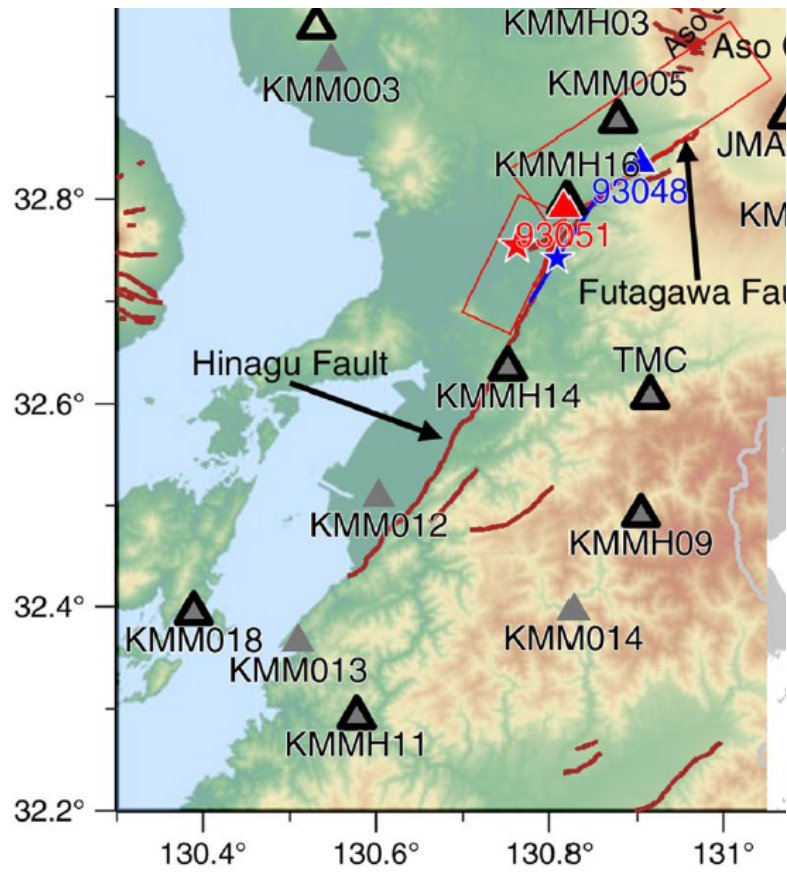 KMMH03
Aso
Aso
KMM003
KMM005
JMA
KMMH16
93048
32.8°
KM
93051
Futagawa Fau
Hinagu Fault
TMC
KMMH14
32.6°
KMM012
KMMH09
32.4°
KMM018
KMM014
KMM013
KMMH11
32.2°
130.4°
130.6°
130.8°
131°